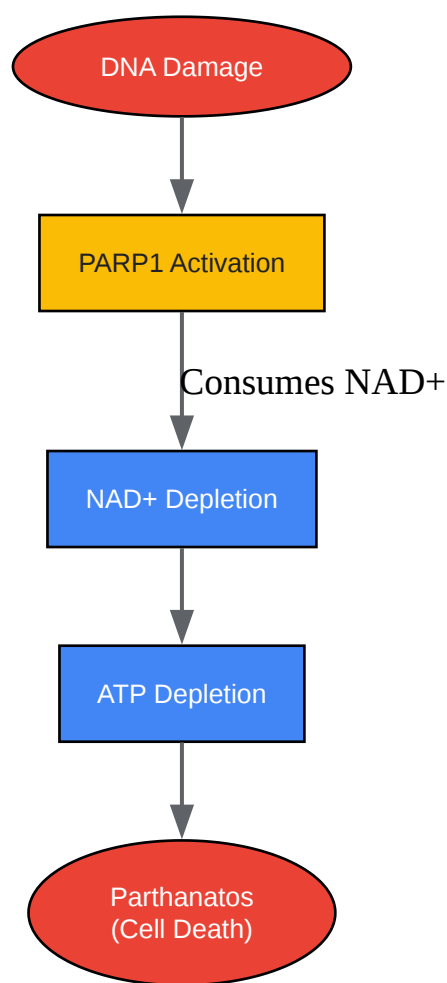 DNA Damage
PARP1 Activation
Consumes NAD+
NAD+ Depletion
ATP Depletion
Parthanatos
(Cell Death)